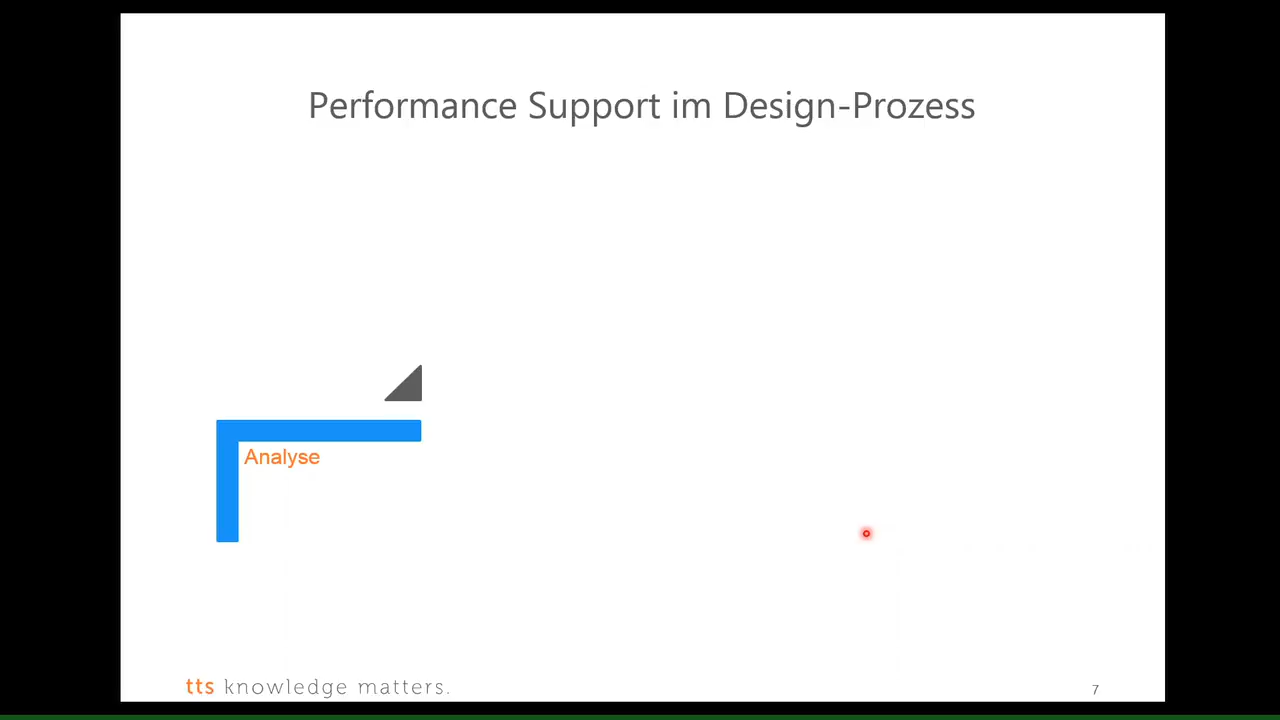 Performance Support im Design-Prozess
Analyse
tts knowledge matters.
7